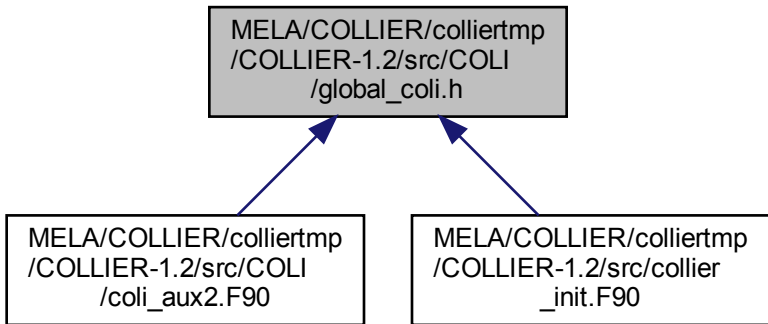 MELA/COLLIER/colliertmp
/COLLIER-1.2/src/COLI
/global_coli.h
MELA/COLLIER/colliertmp
/COLLIER-1.2/src/COLI
/coli_aux2.F90
MELA/COLLIER/colliertmp
/COLLIER-1.2/src/collier
_init.F90